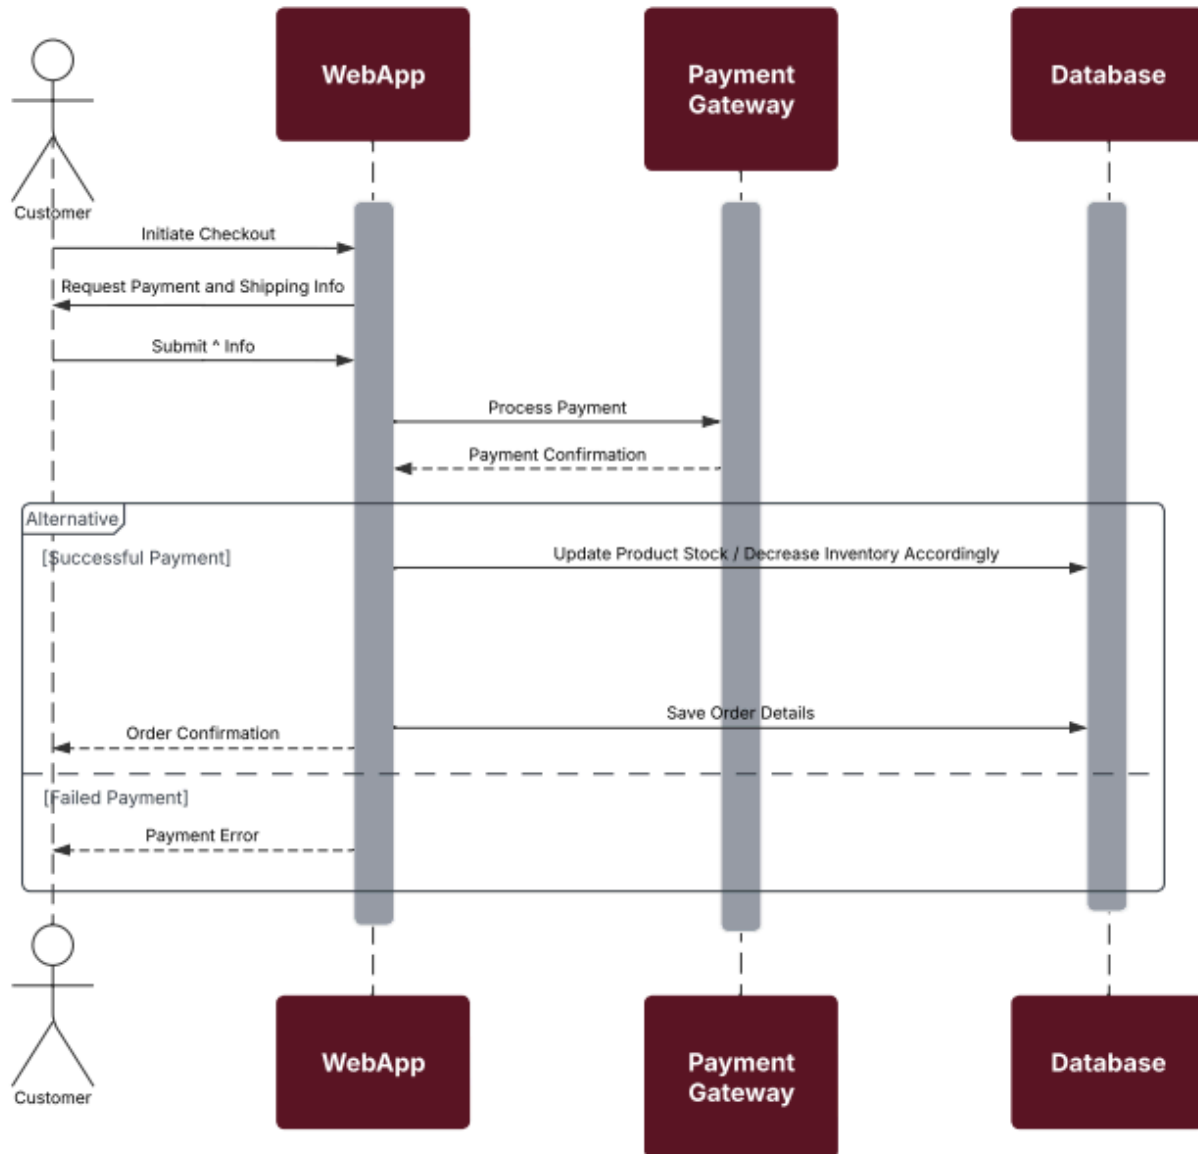 WebApp
Payment
Gateway
Database
Customer
Initiate Checkout
Request Payment and Shipping Info
Submit ^ Info
Process Payment
Payment Confirmation
Alternative
[Successful Payment]
Update Product Stock / Decrease Inventory Accordingly
Save Order Details
Order Confirmation
[Failed Payment]
Payment Error
Customer
WebApp
Payment
Gateway
Database